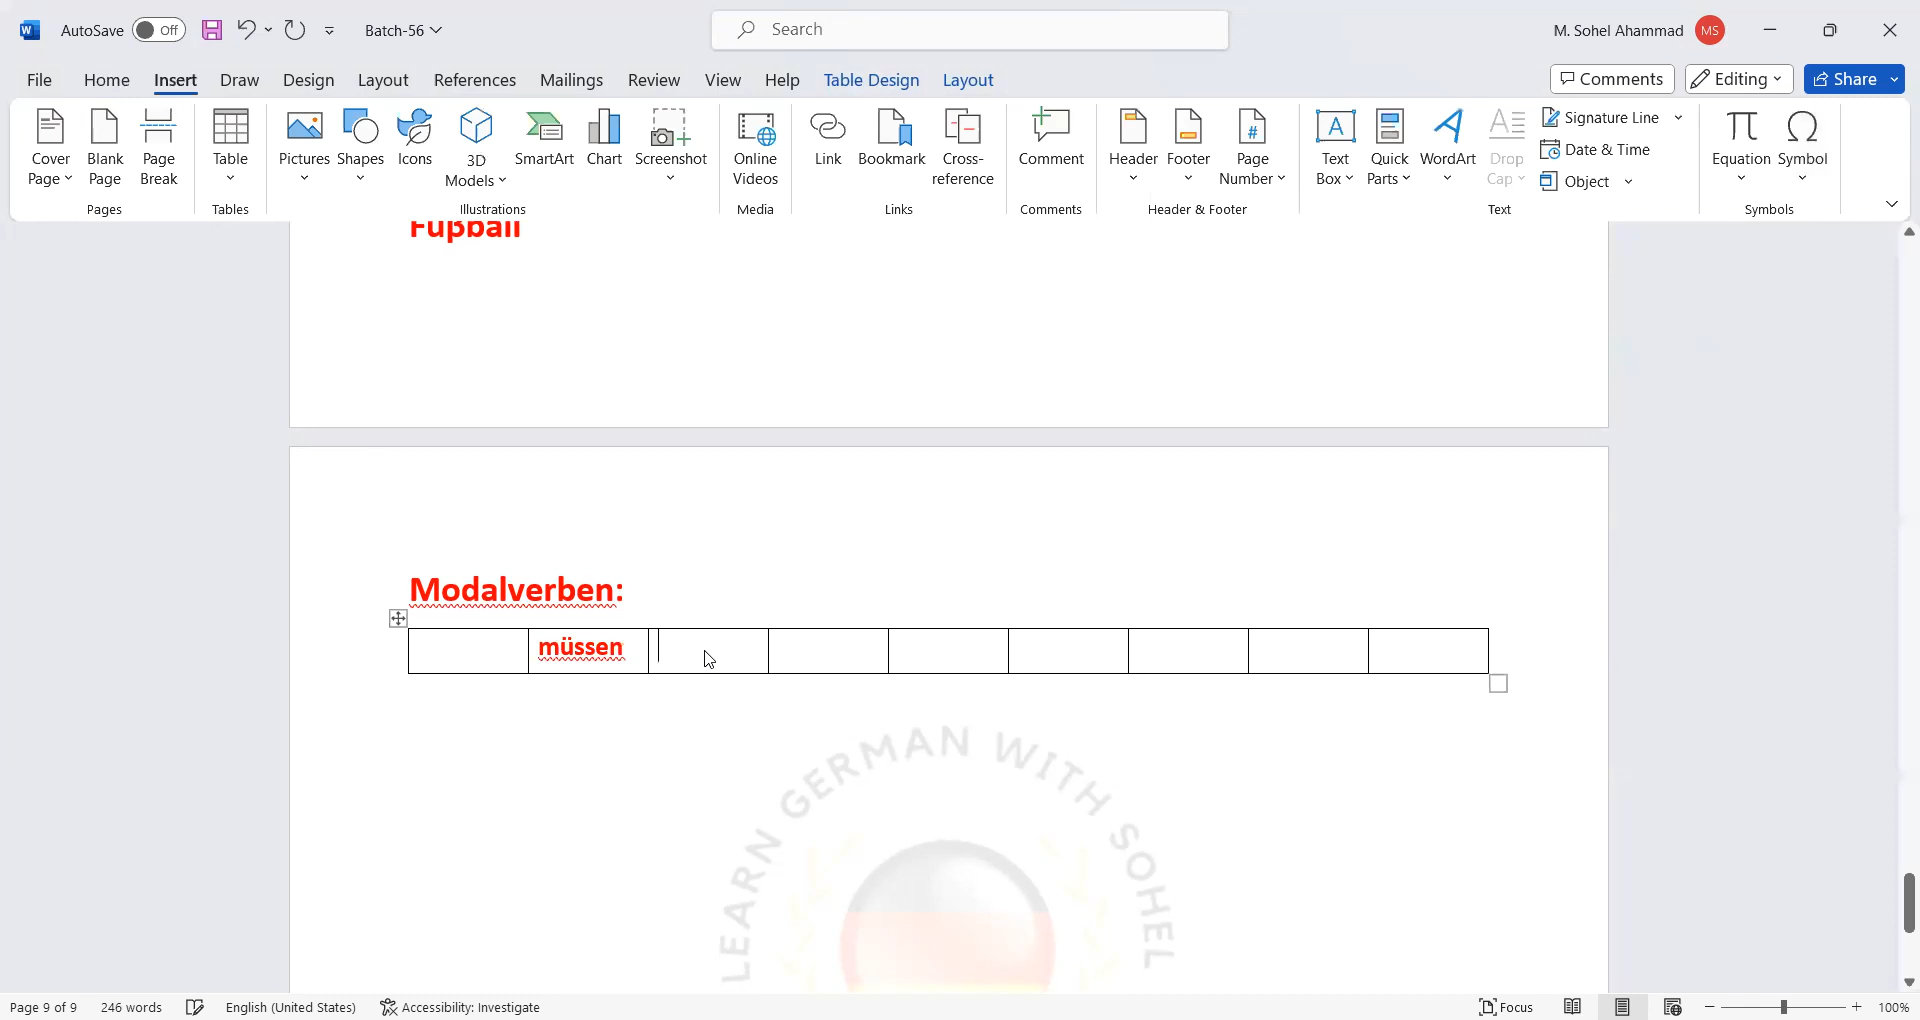 AutoSave Off Batch-56 Search M. Sohel Ahammad MS
File Home Insert Draw Design Layout References Mailings Review View Help Table Design Layout Comments Editing Share
Cover Page
Blank Page
Page Break
Pages
Table
Tables
Pictures
Shapes
Icons
3D Models
SmartArt
Chart
Screenshot
Illustrations
Online Videos
Media
Link
Bookmark
Cross-reference
Links
Comment
Comments
Header
Footer
Page Number
Header & Footer
Text Box
Quick Parts
WordArt
Drop Cap
Signature Line
Date & Time
Object
Text
Equation
Symbol
Symbols
Fußball
Modalverben:
müssen
LEARN GERMAN WITH SOHEL
Page 9 of 9 246 words English (United States) Accessibility: Investigate Focus 100%